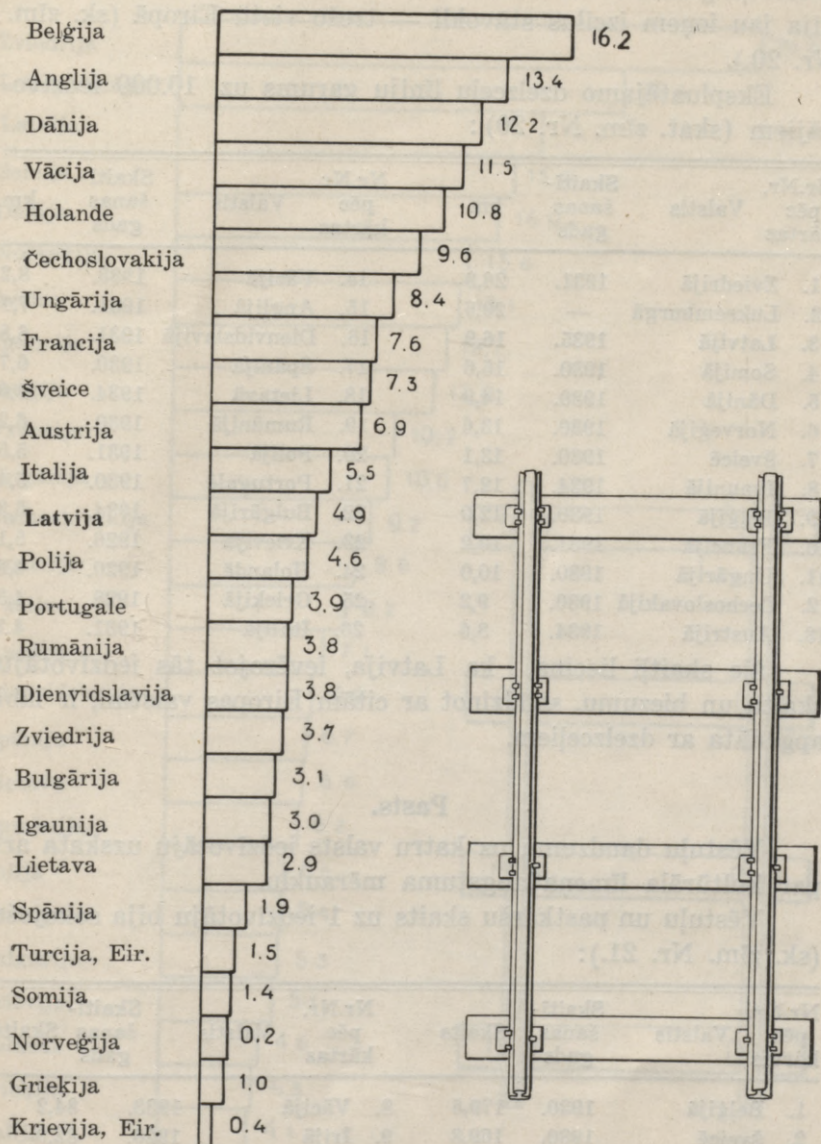 Beļģija 16.2
Anglija 13.4
Dānija 12.2
Vācija 11.5
Holande 10.8
Čechoslovakija 9.6
Ungārija 8.4
Francija 7.6
Šveice 7.3
Austrija 6.9
Italija 5.5
Latvija 4.9
Polija 4.6
Portugale 3.9
Rumānija 3.8
Dienvidslavija 3.8
Zviedrija 3.7
Bulgārija 3.1
Igaunija 3.0
Lietava 2.9
Spānija 1.9
Turcija, Eir. 1.5
Somija 1.4
Norveģija 0.2
Grieķija 1.0
Krievija, Eir. 0.4